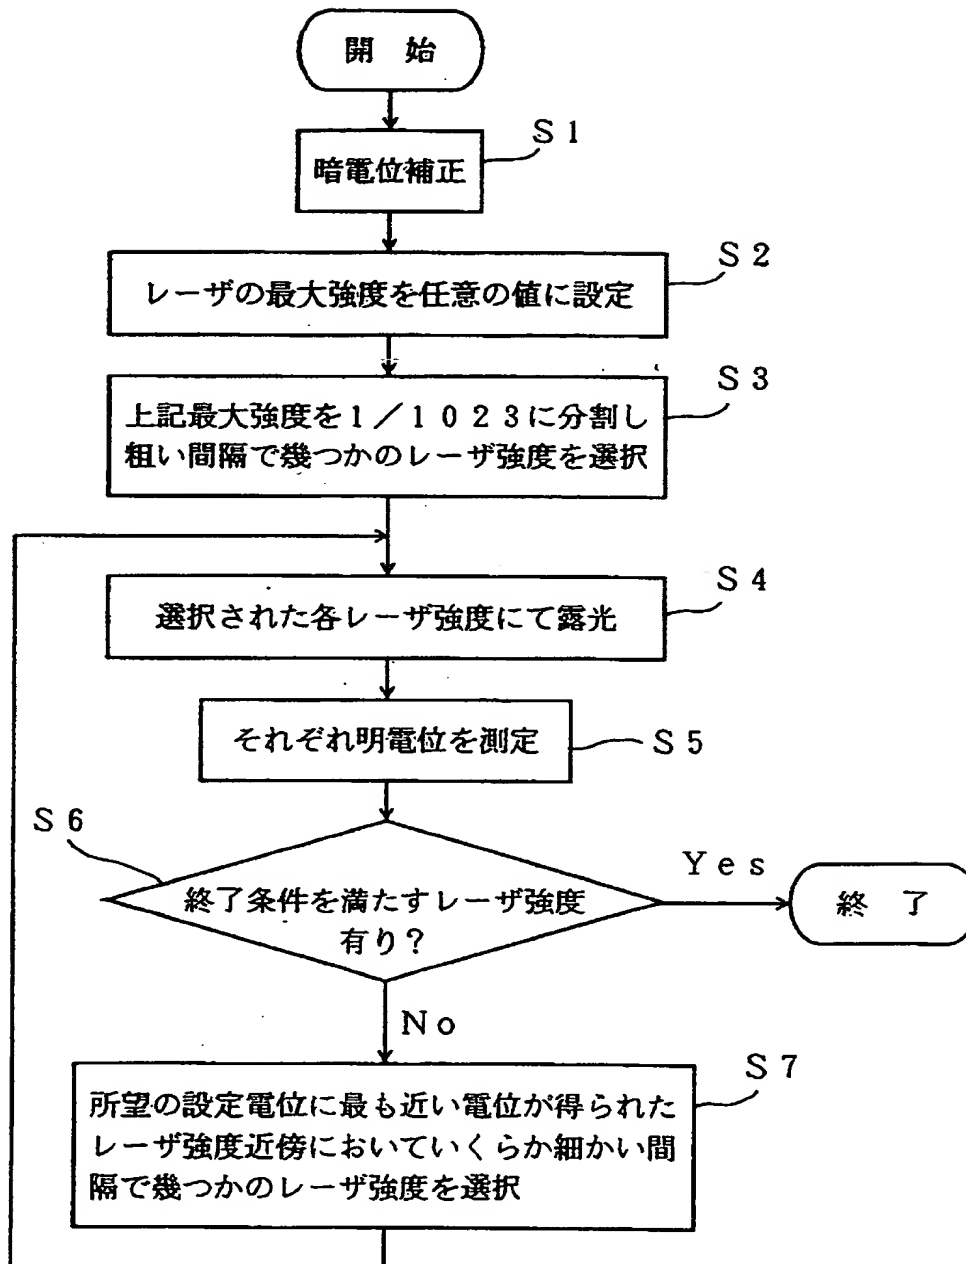 開 始
S1
暗電位補正
S2
レーザの最大強度を任意の値に設定
S3
上記最大強度を1/1023に分割し
粗い間隔で幾つかのレーザ強度を選択
S4
選択された各レーザ強度にて露光
それぞれ明電位を測定
S5
S6
Yes
終了条件を満たすレーザ強度
有り?
終 了
No
S7
所望の設定電位に最も近い電位が得られた
レーザ強度近傍においていくらか細かい間
隔で幾つかのレーザ強度を選択